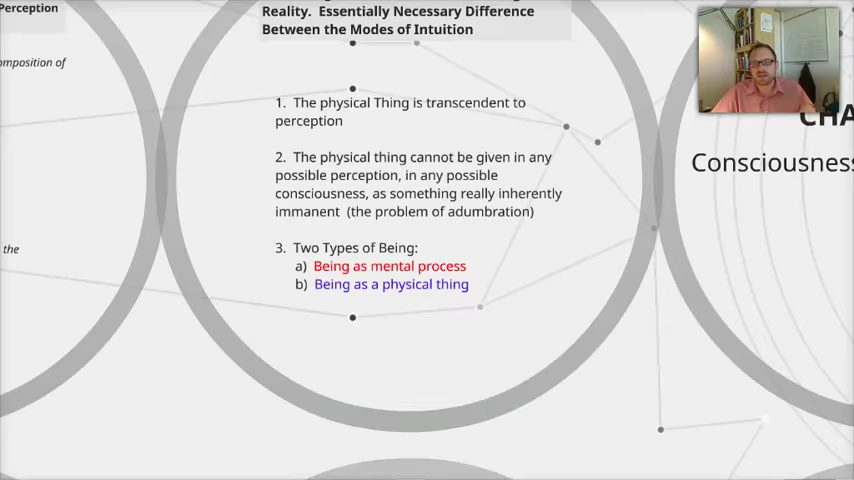 Perception
omposition of
the
Reality. Essentially Necessary Difference
Between the Modes of Intuition
1. The physical Thing is transcendent to
perception
2. The physical thing cannot be given in any
possible perception, in any possible
consciousness, as something really inherently
immanent (the problem of adumbration)
3. Two Types of Being:
a) Being as mental process
b) Being as a physical thing
CHA
Consciousness